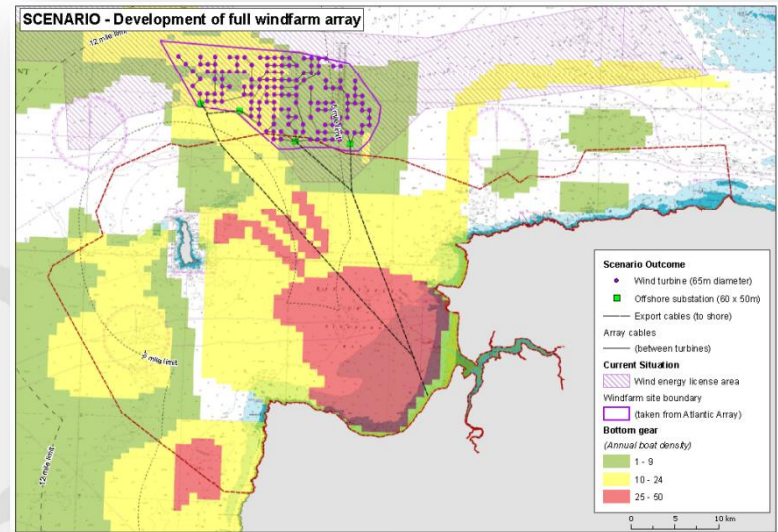 SCENARIO - Development of full windfarm array
12 mile limit
mile limit
mile limit
12 mile limit
Scenario Outcome
Wind turbine (65m diameter)
Offshore substation (60 x 50m)
Export cables (to shore)
Array cables
(between turbines)
Current Situation
Wind energy license area
Windfarm site boundary
(taken from Atlantic Array)
Bottom gear
(Annual boat density)
1 - 9
10 - 24
25 - 50
0 5 10 km